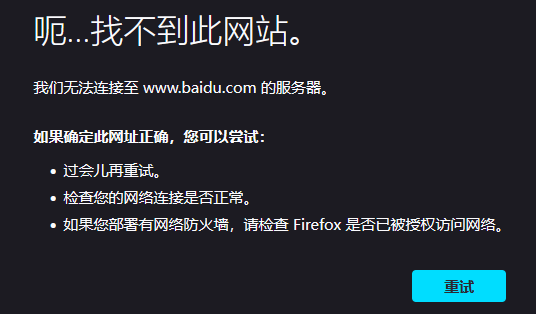 呃...找不到此网站。
我们无法连接至 www.baidu.com 的服务器。
如果确定此网址正确，您可以尝试：
• 过会儿再重试。
• 检查您的网络连接是否正常。
• 如果您部署有网络防火墙，请检查 Firefox 是否已被授权访问网络。
重试